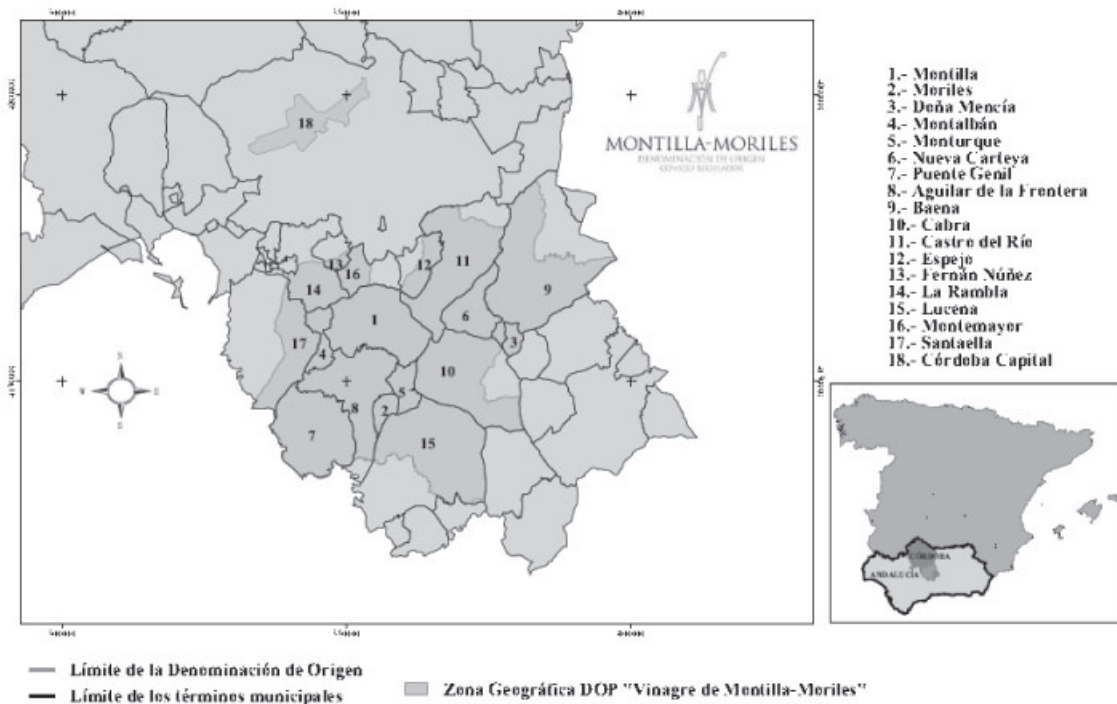 18
MONTILLA-MORILES
DENOMINACIÓN DE ORIGEN
CONSEJO REGULADOR
1.- Montilla
2.- Moriles
3.- Doña Mencía
4.- Montalbán
5.- Monturque
6.- Nueva Carteya
7.- Puente Genil
8.- Aguilar de la Frontera
9.- Baena
10.- Cabra
11.- Castro del Río
12.- Espejo
13.- Fernán Núñez
14.- La Rambla
15.- Lucena
16.- Montemayor
17.- Santaella
18.- Córdoba Capital
13
16
12
11
14
9
1
6
17
4
3
10
5
8
2
7
15
N
W
E
S
CÓRDOBA
ANDALUCIA
Límite de la Denominación de Origen
Límite de los términos municipales
Zona Geográfica DOP "Vinagre de Montilla-Moriles"